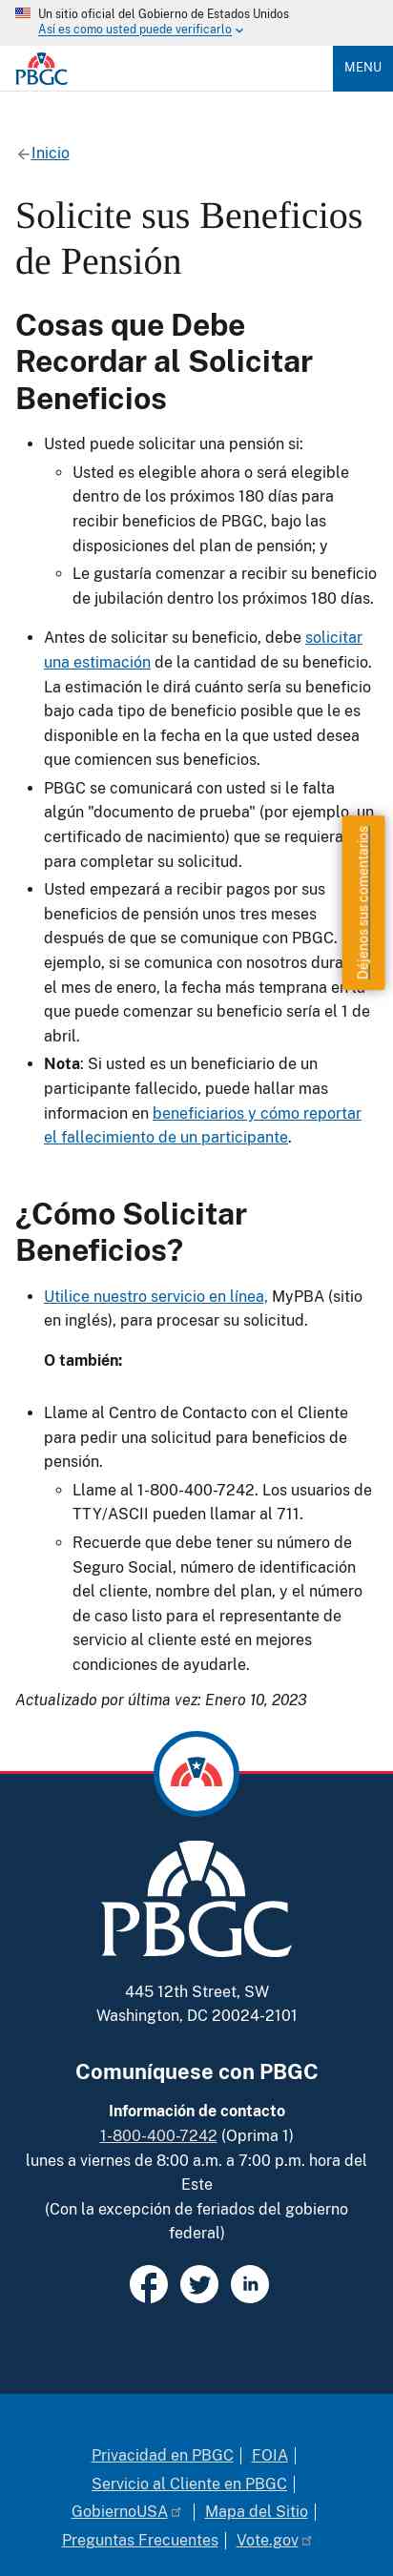 Un sitio oficial del Gobierno de Estados Unidos
Así es como usted puede verificarlo
PBGC
MENU
Inicio
Solicite sus Beneficios
de Pensión
Cosas que Debe
Recordar al Solicitar
Beneficios
Usted puede solicitar una pensión si:
Usted es elegible ahora o será elegible
dentro de los próximos 180 días para
recibir beneficios de PBGC, bajo las
disposiciones del plan de pensión; y
Le gustaría comenzar a recibir su beneficio
de jubilación dentro los próximos 180 días.
Antes de solicitar su beneficio, debe solicitar
una estimación de la cantidad de su beneficio.
La estimación le dirá cuánto sería su beneficio
bajo cada tipo de beneficio posible que le es
disponible en la fecha en la que usted desea
que comiencen sus beneficios.
PBGC se comunicará con usted si le falta
algún "documento de prueba" (por ejemplo, un
certificado de nacimiento) que se requiera
para completar su solicitud.
Usted empezará a recibir pagos por sus
beneficios de pensión unos tres meses
después de que se comunique con PBGC.
ejemplo, si se comunica con nosotros
el mes de enero, la fecha más temprana en la
que puede comenzar su beneficio sería el 1 de
abril.
Nota: Si usted es un beneficiario de un
participante fallecido, puede hallar mas
informacion en beneficiarios y cómo reportar
el fallecimiento de un participante.
Déjenos sus comentarios
¿Cómo Solicitar
Beneficios?
Utilice nuestro servicio en línea, MyPBA (sitio
en inglés), para procesar su solicitud.
O también:
Llame al Centro de Contacto con el Cliente
para pedir una solicitud para beneficios de
pensión.
Llame al 1-800-400-7242. Los usuarios de
TTY/ASCII pueden llamar al 711.
Recuerde que debe tener su número de
Seguro Social, número de identificación
del cliente, nombre del plan, y el número
de caso listo para el representante de
servicio al cliente esté en mejores
condiciones de ayudarle.
Actualizado por última vez: Enero 10, 2023
PBGC
445 12th Street, SW
Washington, DC 20024-2101
Comuníquese con PBGC
Información de contacto
1-800-400-7242 (Oprima 1)
lunes a viernes de 8:00 a.m. a 7:00 p.m. hora del
Este
(Con la excepción de feriados del gobierno
federal)
in
Privacidad en PBGC | FOIA |
Servicio al Cliente en PBGC |
GobiernoUSA | Mapa del Sitio |
Preguntas Frecuentes | Vote.gov